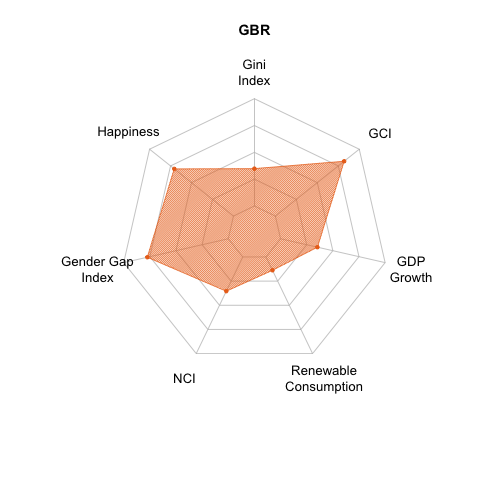 GBR
Gini
Index
Happiness
GCI
Gender Gap
Index
GDP
Growth
NCI
Renewable
Consumption